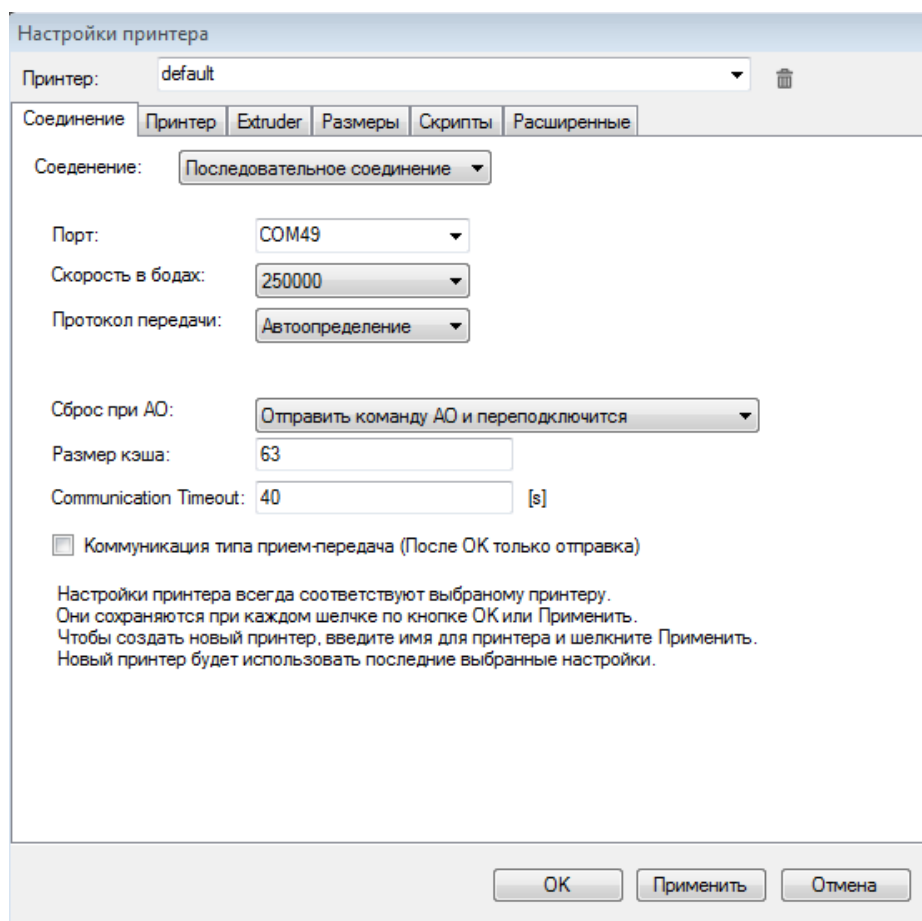 Настройки принтера
Принтер: default
Соединение Принтер Extruder Размеры Скрипты Расширенные
Соеденение: Последовательное соединение
Порт: COM49
Скорость в бодах: 250000
Протокол передачи: Автоопределение
Сброс при АО: Отправить команду АО и переподключится
Размер кэша: 63
Communication Timeout: 40 [s]
Коммуникация типа прием-передача (После ОК только отправка)
Настройки принтера всегда соответствуют выбраному принтеру.
Они сохраняются при каждом шелчке по кнопке ОК или Применить.
Чтобы создать новый принтер, введите имя для принтера и шелкните Применить.
Новый принтер будет использовать последние выбранные настройки.
ОК Применить Отмена